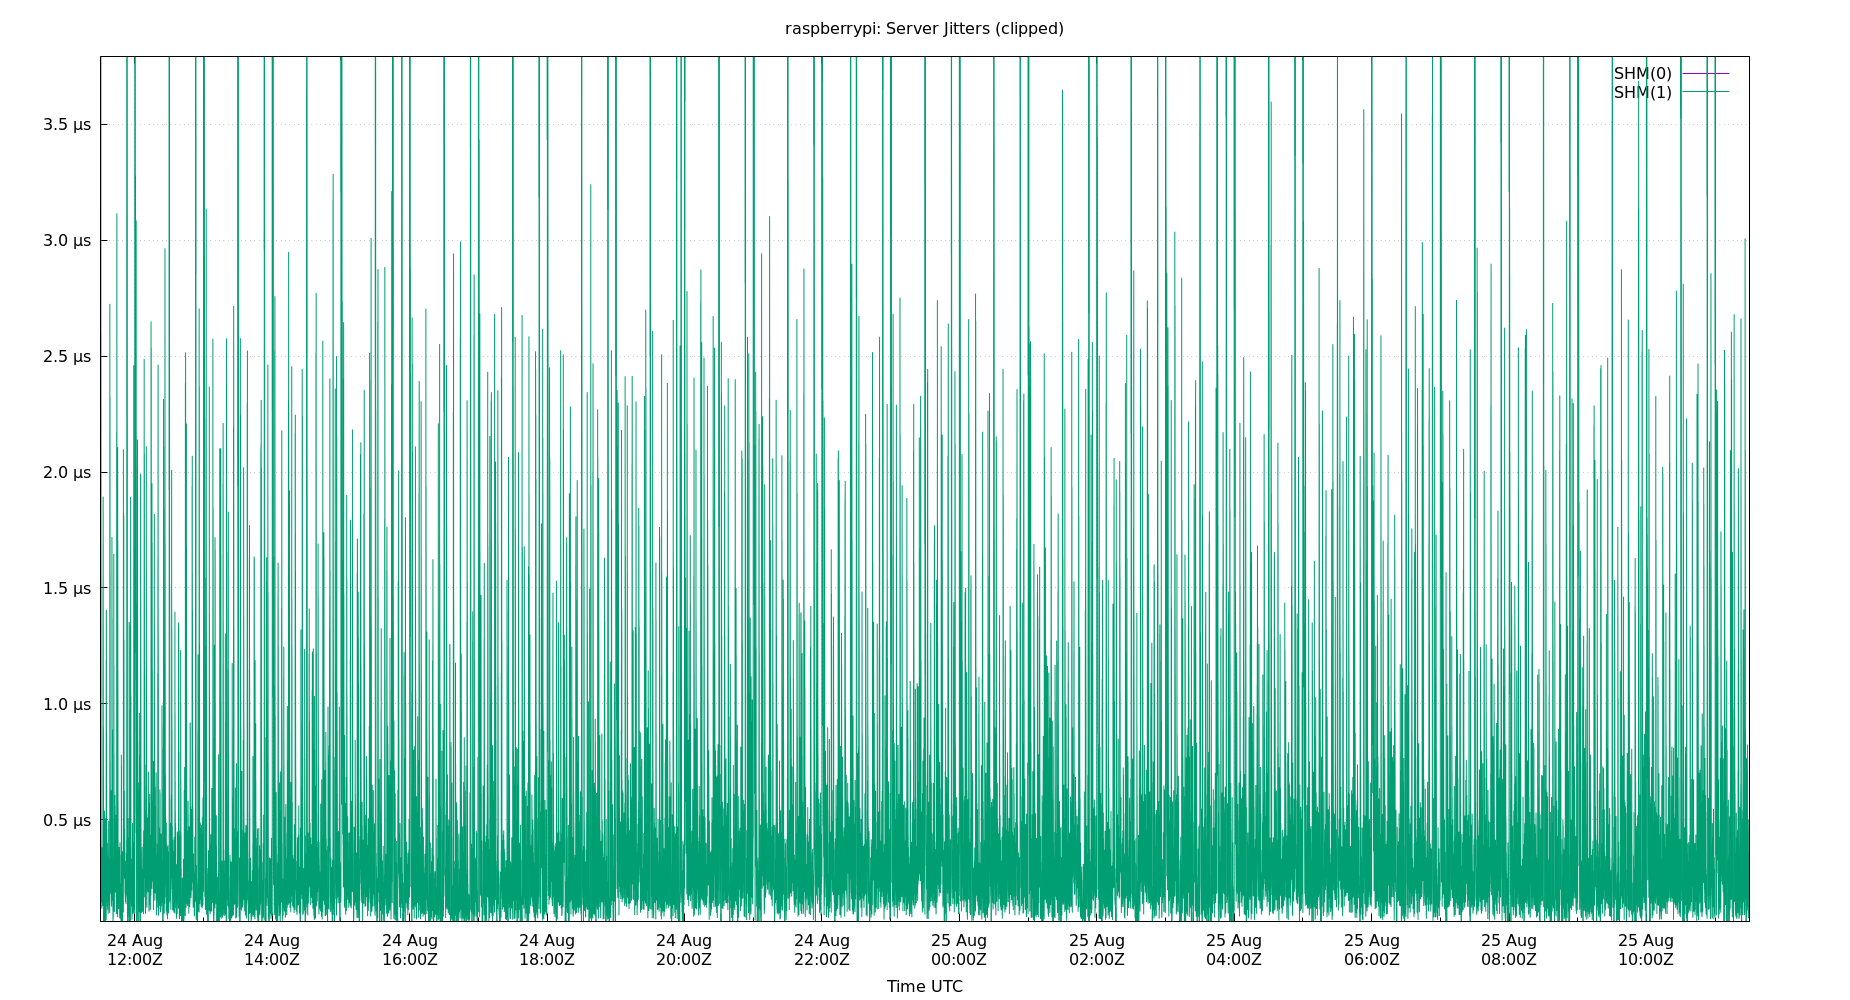 raspberrypi: Server Jitters (clipped)
SHM(0)
SHM(1)
3.5 µs
3.0 µs
2.5 µs
2.0 µs
1.5 µs
1.0 µs
0.5 µs
24 Aug 24 Aug 24 Aug 24 Aug 24 Aug 24 Aug 25 Aug 25 Aug 25 Aug 25 Aug 25 Aug 25 Aug
12:00Z 14:00Z 16:00Z 18:00Z 20:00Z 22:00Z 00:00Z 02:00Z 04:00Z 06:00Z 08:00Z 10:00Z
Time UTC